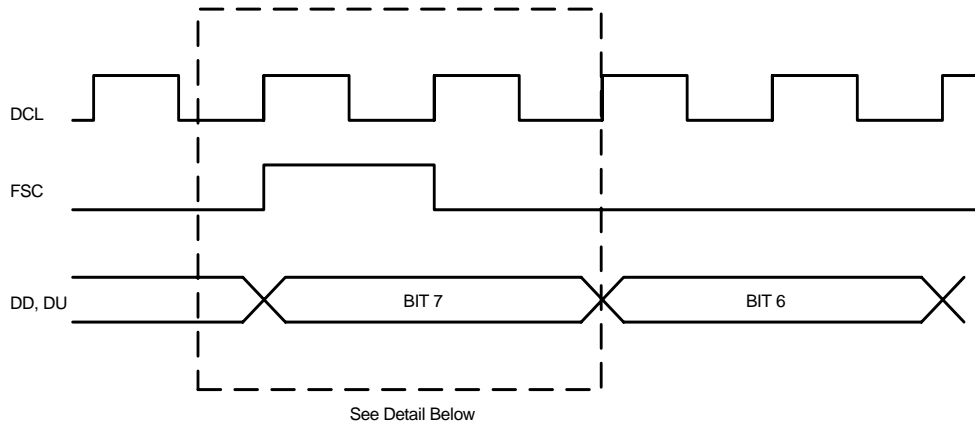 DCL
FSC
DD, DU
BIT 7
BIT 6
See Detail Below